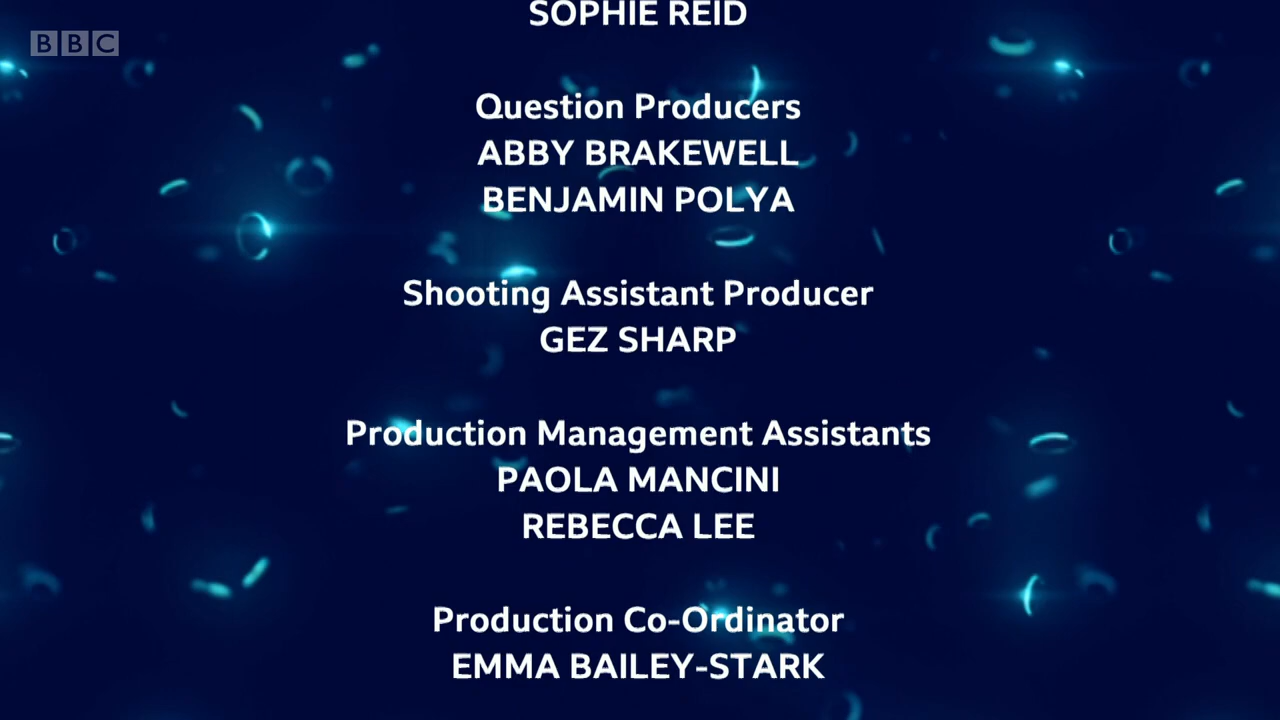 BBC
SOPHIE REID
Question Producers
ABBY BRAKEWELL
BENJAMIN POLYA
Shooting Assistant Producer
GEZ SHARP
Production Management Assistants
PAOLA MANCINI
REBECCA LEE
Production Co-Ordinator
EMMA BAILEY-STARK